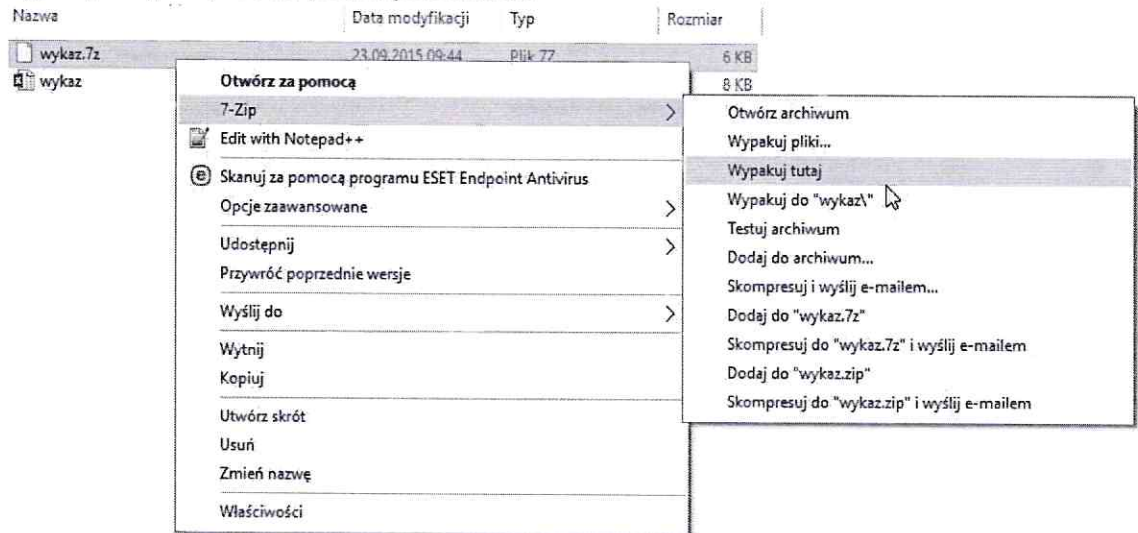 Nazwa Data modyfikacji Typ Rozmiar
wykaz.7z 23.09.2015 09:44 Plik 7Z 6 KB
wykaz 8 KB
Otwórz za pomocą
7-Zip
Edit with Notepad++
Skanuj za pomocą programu ESET Endpoint Antivirus
Opcje zaawansowane
Udostępnij
Przywróć poprzednie wersje
Wyślij do
Wytnij
Kopiuj
Utwórz skrót
Usuń
Zmień nazwę
Właściwości
Otwórz archiwum
Wypakuj pliki...
Wypakuj tutaj
Wypakuj do "wykaz\"
Testuj archiwum
Dodaj do archiwum...
Skompresuj i wyślij e-mailem...
Dodaj do "wykaz.7z"
Skompresuj do "wykaz.7z" i wyślij e-mailem
Dodaj do "wykaz.zip"
Skompresuj do "wykaz.zip" i wyślij e-mailem